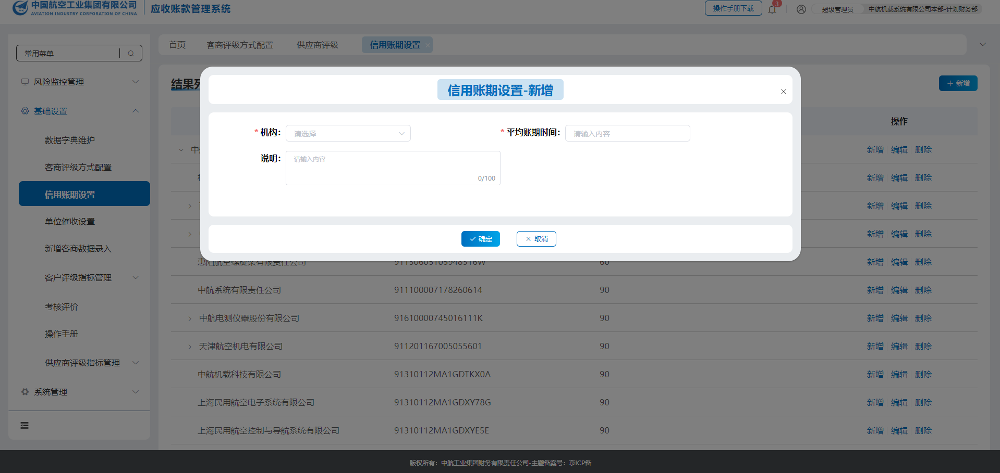 中国航空工业集团有限公司
AVIATION INDUSTRY CORPORATION OF CHINA
应收账款管理系统
操作手册下载
3
超级管理员
中航机载系统有限公司本部-计划财务部
常用菜单
首页
客商评级方式配置
供应商评级
信用账期设置
风险监控管理
基础设置
数据字典维护
客商评级方式配置
信用账期设置
单位催收设置
新增客商数据录入
客户评级指标管理
考核评价
操作手册
供应商评级指标管理
系统管理
结果
新增
操作
信用账期设置-新增
* 机构: 请选择
* 平均账期时间: 请输入内容
说明: 请输入内容
0/100
确定
取消
中
新增 编辑 删除
新增 编辑 删除
新增 编辑 删除
新增 编辑 删除
惠阳航空螺旋桨有限责任公司 91130605105948316W 60 新增 编辑 删除
中航系统有限责任公司 911100007178260614 90 新增 编辑 删除
中航电测仪器股份有限公司 91610000745016111K 90 新增 编辑 删除
天津航空机电有限公司 911201167005055601 90 新增 编辑 删除
中航机载科技有限公司 91310112MA1GDTKX0A 90 新增 编辑 删除
上海民用航空电子系统有限公司 91310112MA1GDXY78G 90 新增 编辑 删除
上海民用航空控制与导航系统有限公司 91310112MA1GDXYE5E 90 新增 编辑 删除
版权所有：中航工业集团财务有限责任公司-主题备案号：京ICP备